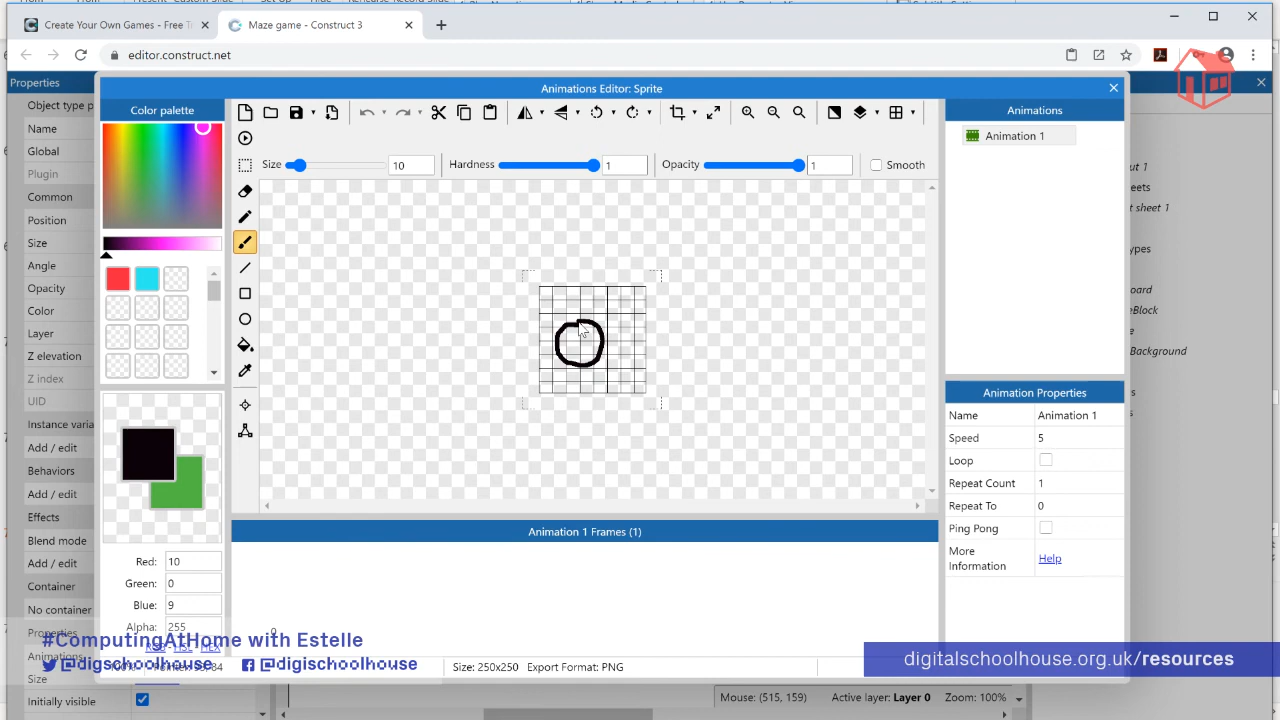 Create Your Own Games - Free Tr
Maze game - Construct 3
editor.construct.net
Properties
Animations Editor: Sprite
Object type p
Name
Global
Plugin
Common
Position
Size
Angle
Opacity
Color
Layer
Z elevation
Z index
UID
Instance varia
Add / edit
Behaviors
Add / edit
Effects
Blend mode
Add / edit
Container
No container
Properties
Animations
Size
Initially visible
Color palette
Red: 10
Green: 0
Blue: 9
Alpha: 255
RGB HSL HEX
Size 10
Hardness 1
Opacity 1
Smooth
Animation 1 Frames (1)
0
Size: 250x250 Export Format: PNG
Animations
Animation 1
Animation Properties
Name Animation 1
Speed 5
Loop
Repeat Count 1
Repeat To 0
Ping Pong
More Information Help
ut 1
eets
t sheet 1
ypes
oard
eBlock
Background
Mouse: (515, 159) Active layer: Layer 0 Zoom: 100%
#ComputingAtHome with Estelle
@digschoolhouse @digischoolhouse
digitalschoolhouse.org.uk/resources